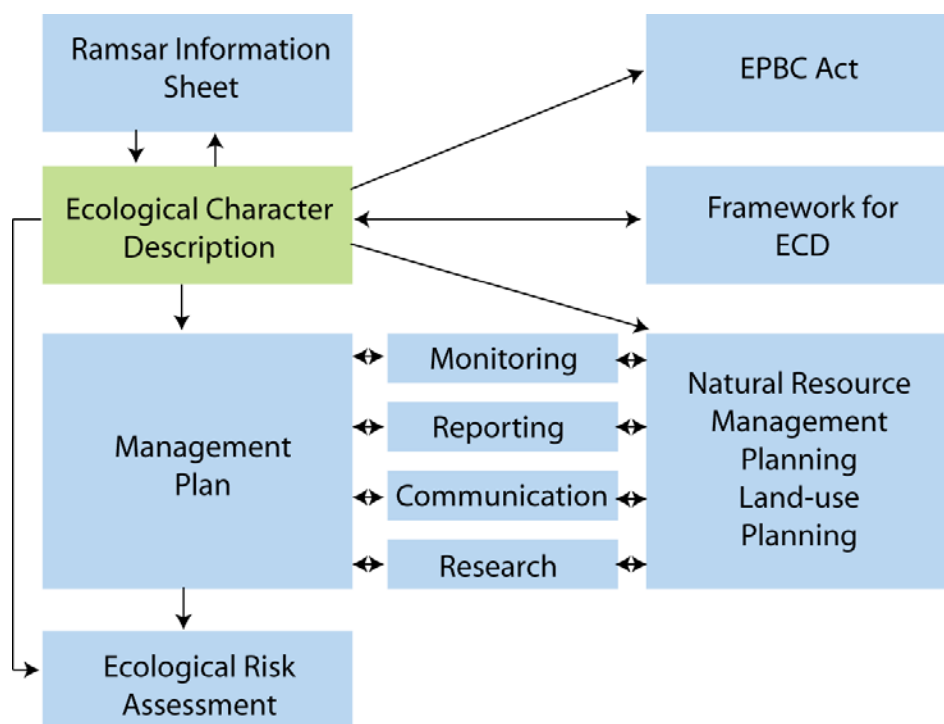 Ramsar Information
Sheet
EPBC Act
Ecological Character
Description
Framework for
ECD
Management
Plan
Monitoring
Reporting
Communication
Research
Natural Resource
Management
Planning
Land-use
Planning
Ecological Risk
Assessment